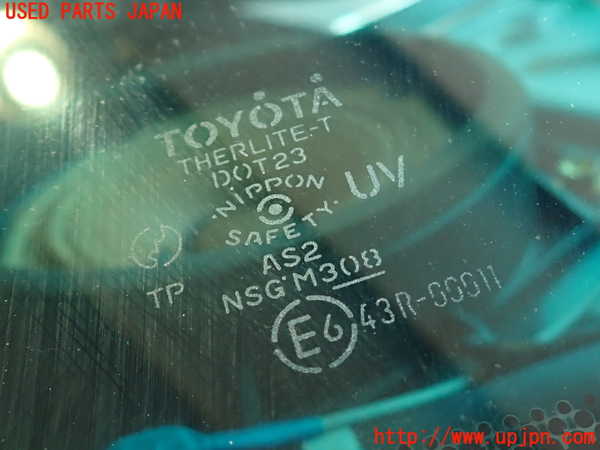 USED PARTS JAPAN
TOYOTA
THERLITE-T
DOT23
NIPPON
SAFETY
UV
AS2
TP
NSG M308
E6 43R-00011
http://www.upjpn.com